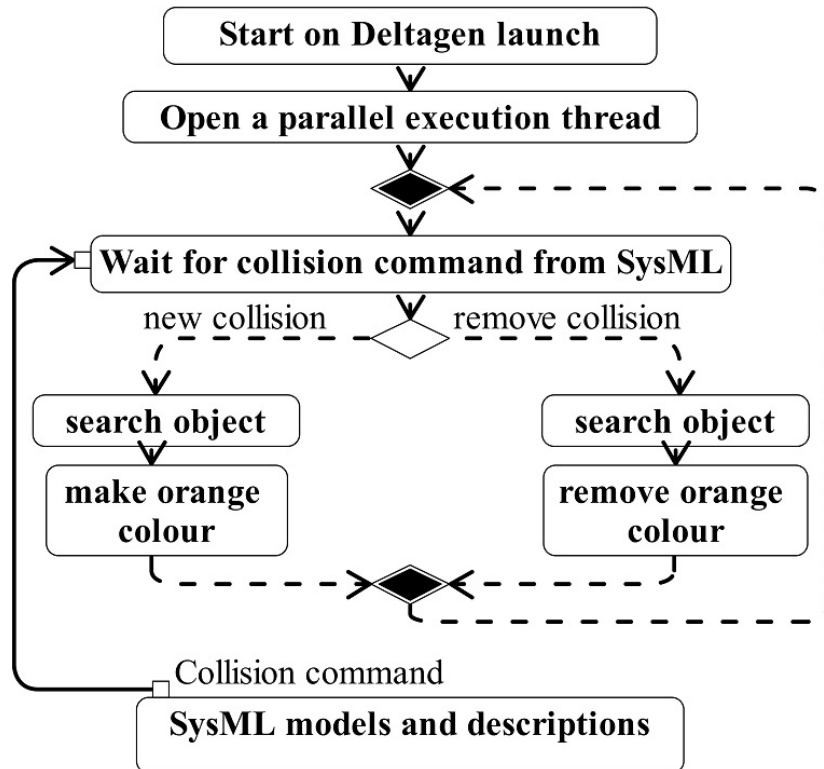 Start on Deltagen launch
Open a parallel execution thread
Wait for collision command from SysML
new collision
remove collision
search object
search object
make orange
colour
remove orange
colour
Collision command
SysML models and descriptions